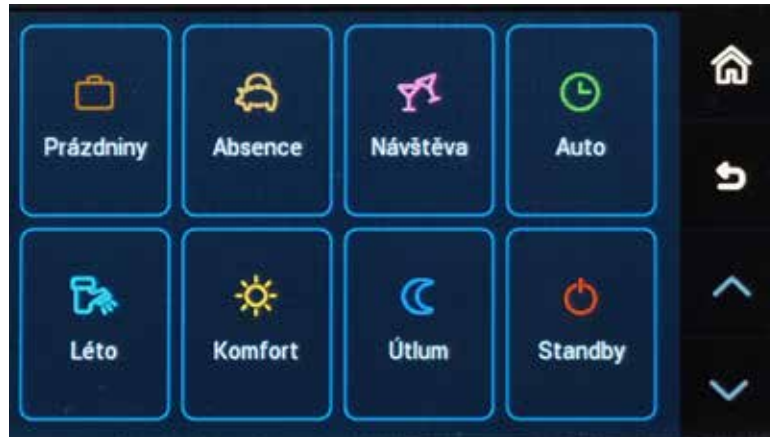 Prázdniny
Absence
Návštěva
Auto
Léto
Komfort
Útlum
Standby